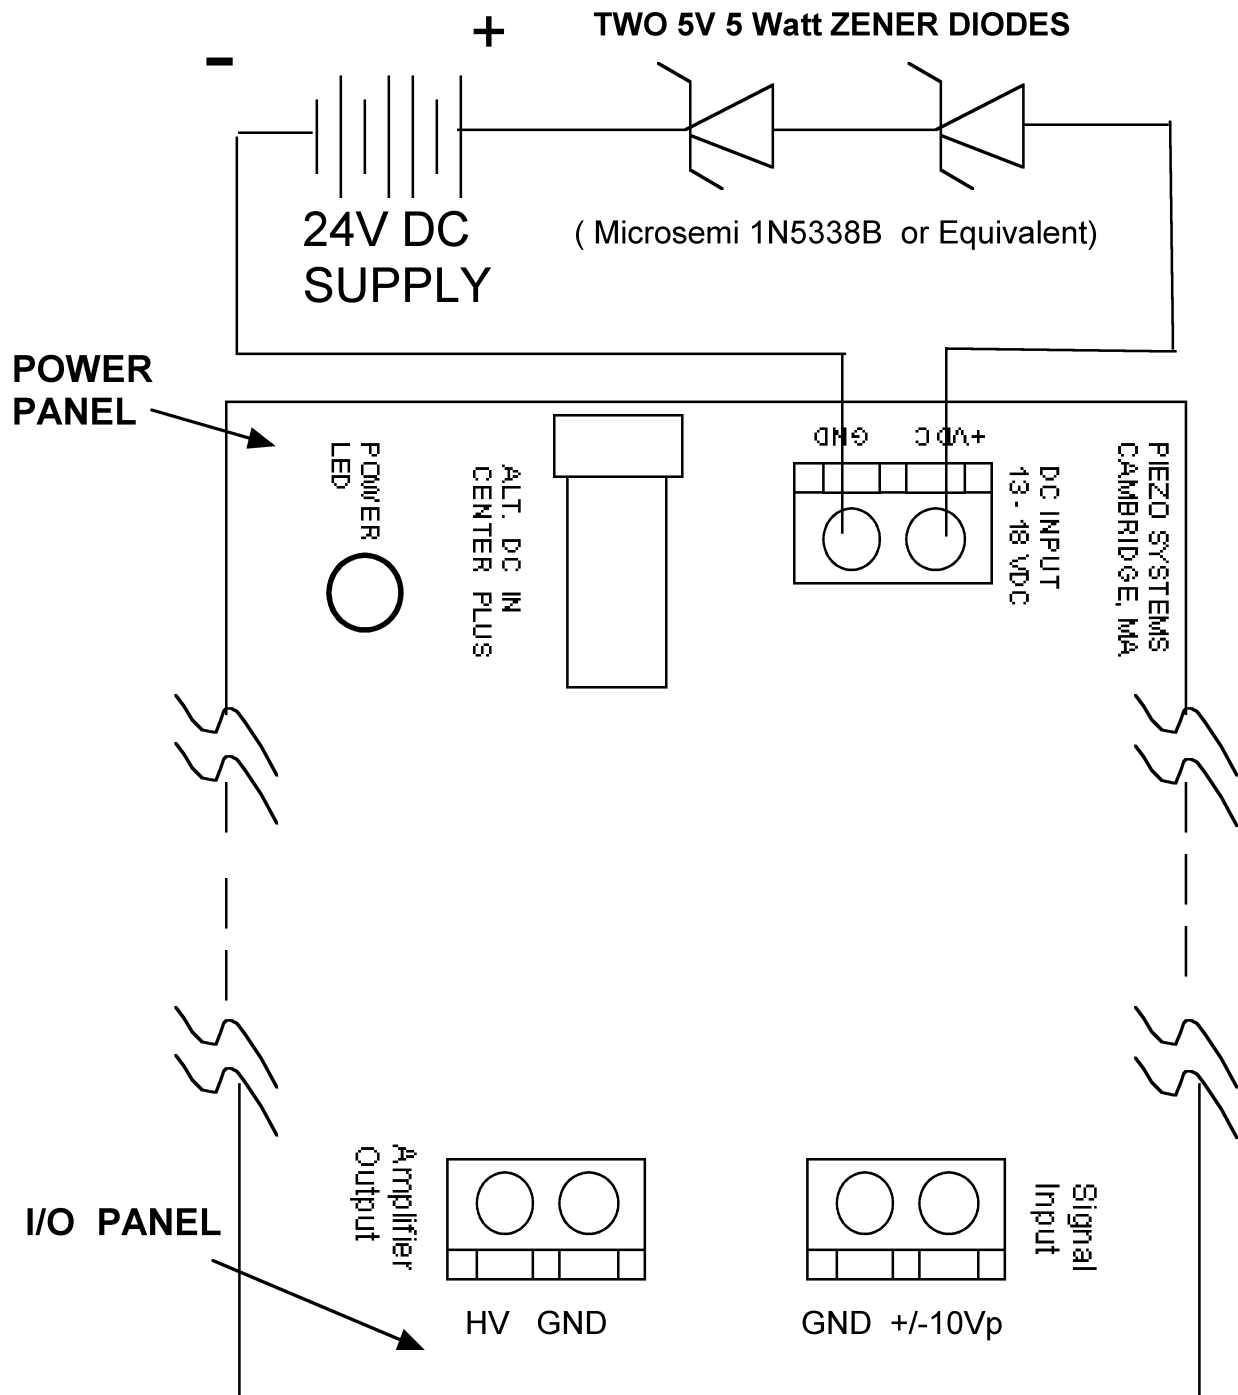 +
-
TWO 5V 5 Watt ZENER DIODES
24V DC
SUPPLY
( Microsemi 1N5338B or Equivalent)
POWER
PANEL
POWER
LED
ALT. DC IN
CENTER PLUS
GND
+VDC
DC INPUT
13 - 18 VDC
PIEZO SYSTEMS
CAMBRIDGE, MA
Amplifier
Output
Signal
Input
I/O PANEL
HV GND
GND +/-10Vp